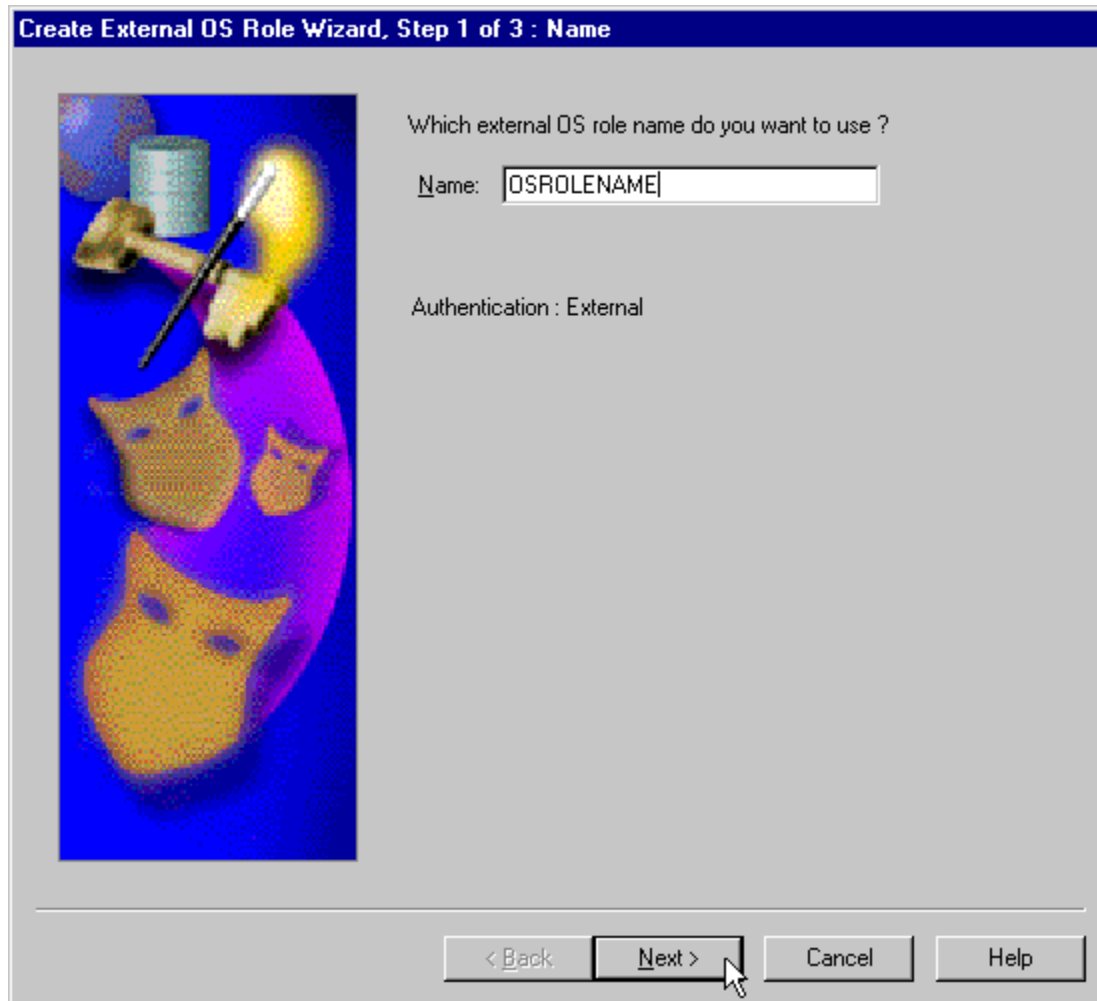 Create External OS Role Wizard, Step 1 of 3 : Name
Which external OS role name do you want to use ?
Name: OSROLENAME
Authentication : External
< Back Next > Cancel Help